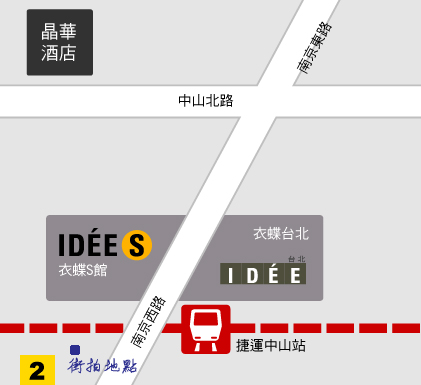 晶華
酒店
南京東路
中山北路
IDÉE S
衣蝶S館
衣蝶台北
台北
IDÉE
南京西路
捷運中山站
2
街拍地點